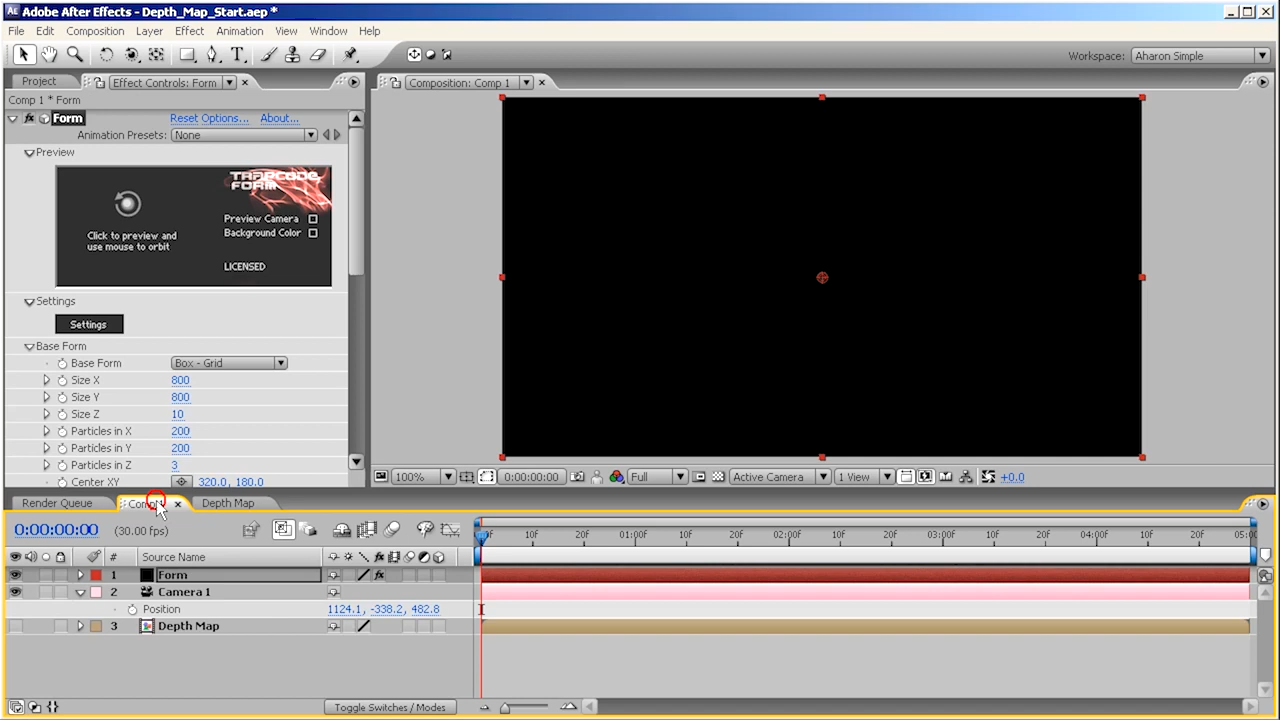 Adobe After Effects - Depth_Map_Start.aep *
File Edit Composition Layer Effect Animation View Window Help
Workspace: Aharon Simple
Project Effect Controls: Form
Composition: Comp 1
Comp 1 * Form
Form Reset Options... About...
Animation Presets: None
Preview
TRAPCODE
FORM
Click to preview and
use mouse to orbit
Preview Camera
Background Color
LICENSED
Settings
Settings
Base Form
Base Form Box - Grid
Size X 800
Size Y 800
Size Z 10
Particles in X 200
Particles in Y 200
Particles in Z 3
Center XY 320.0, 180.0
100% 0:00:00:00 Full Active Camera 1 View +0.0
Render Queue Comp Depth Map
0:00:00:00 (30.00 fps)
10F 20F 01:00F 10F 20F 02:00F 10F 20F 03:00F 10F 20F 04:00F 10F 20F 05:00
# Source Name
1 Form
2 Camera 1
Position 1124.1, -338.2, 482.8
3 Depth Map
Toggle Switches / Modes